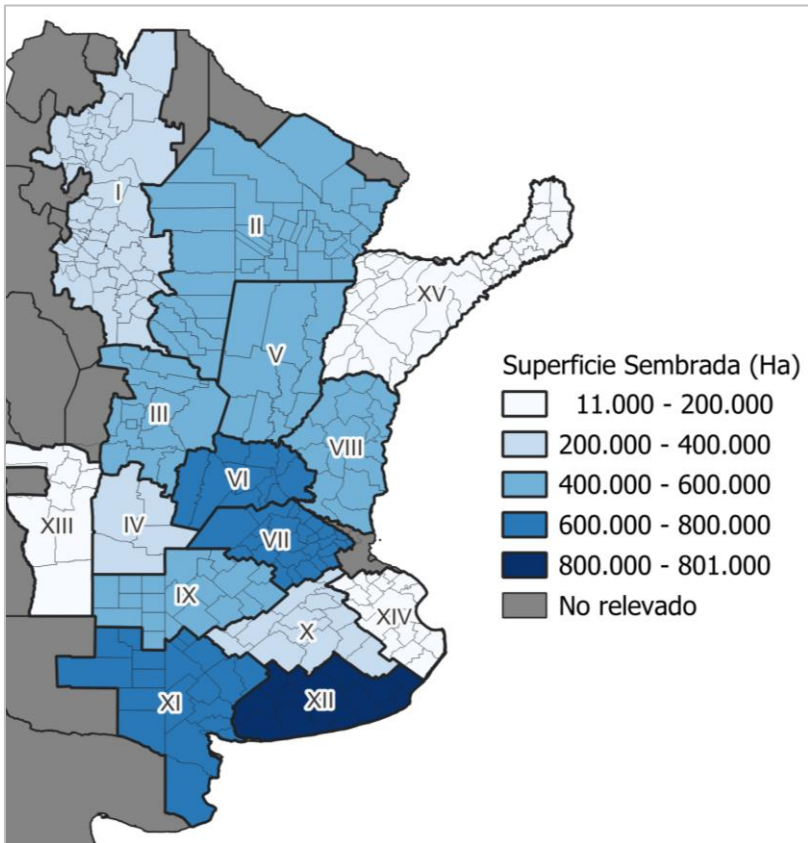 I
II
XV
V
III
VIII
VI
XIII
IV
VII
IX
X
XIV
XI
XII
Superficie Sembrada (Ha)
11.000 - 200.000
200.000 - 400.000
400.000 - 600.000
600.000 - 800.000
800.000 - 801.000
No relevado